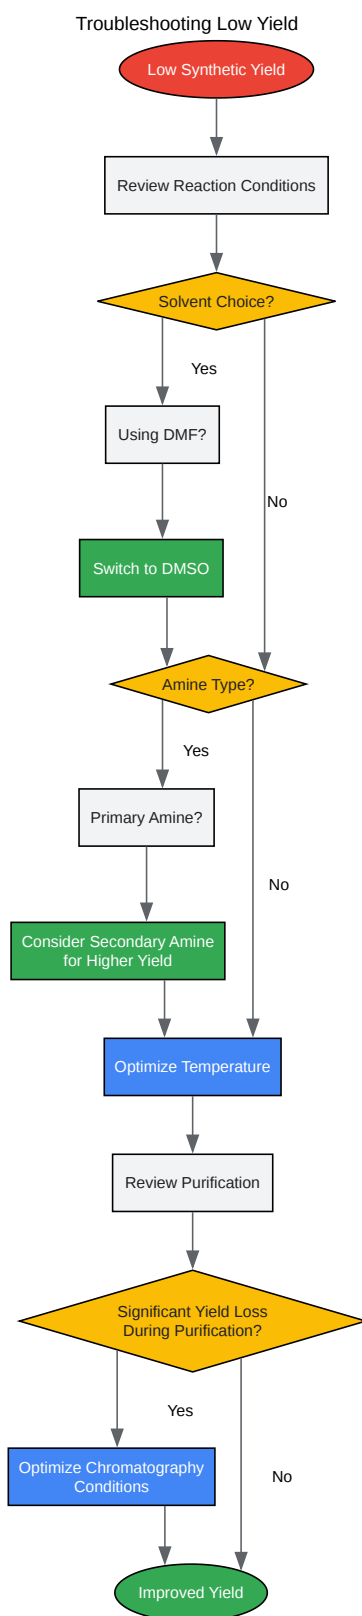 Troubleshooting Low Yield
Low Synthetic Yield
Review Reaction Conditions
Solvent Choice?
Yes
Using DMF?
No
Switch to DMSO
Amine Type?
Yes
Primary Amine?
No
Consider Secondary Amine
for Higher Yield
Optimize Temperature
Review Purification
Significant Yield Loss
During Purification?
Yes
Optimize Chromatography
Conditions
No
Improved Yield